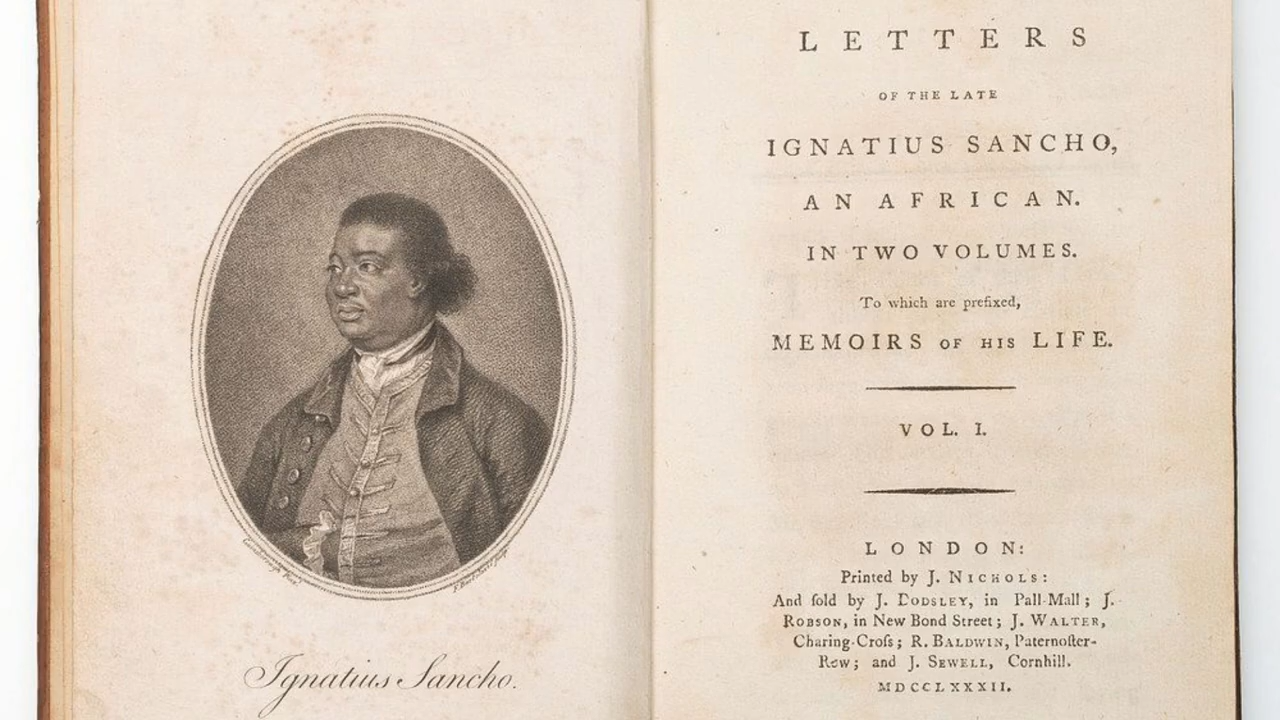 Ignatius Sancho.
LETTERS
OF THE LATE
IGNATIUS SANCHO,
AN AFRICAN.
IN TWO VOLUMES.
To which are prefixed,
MEMOIRS OF HIS LIFE.
VOL. I.
LONDON:
Printed by J. NICHOLS:
And ſold by J. DODSLEY, in Pall-Mall; J.
ROBSON, in New Bond Street; J. WALTER,
Charing-Croſs; R. BALDWIN, Paternoſter-
Row; and J. SEWELL, Cornhill.
MDCCLXXXII.